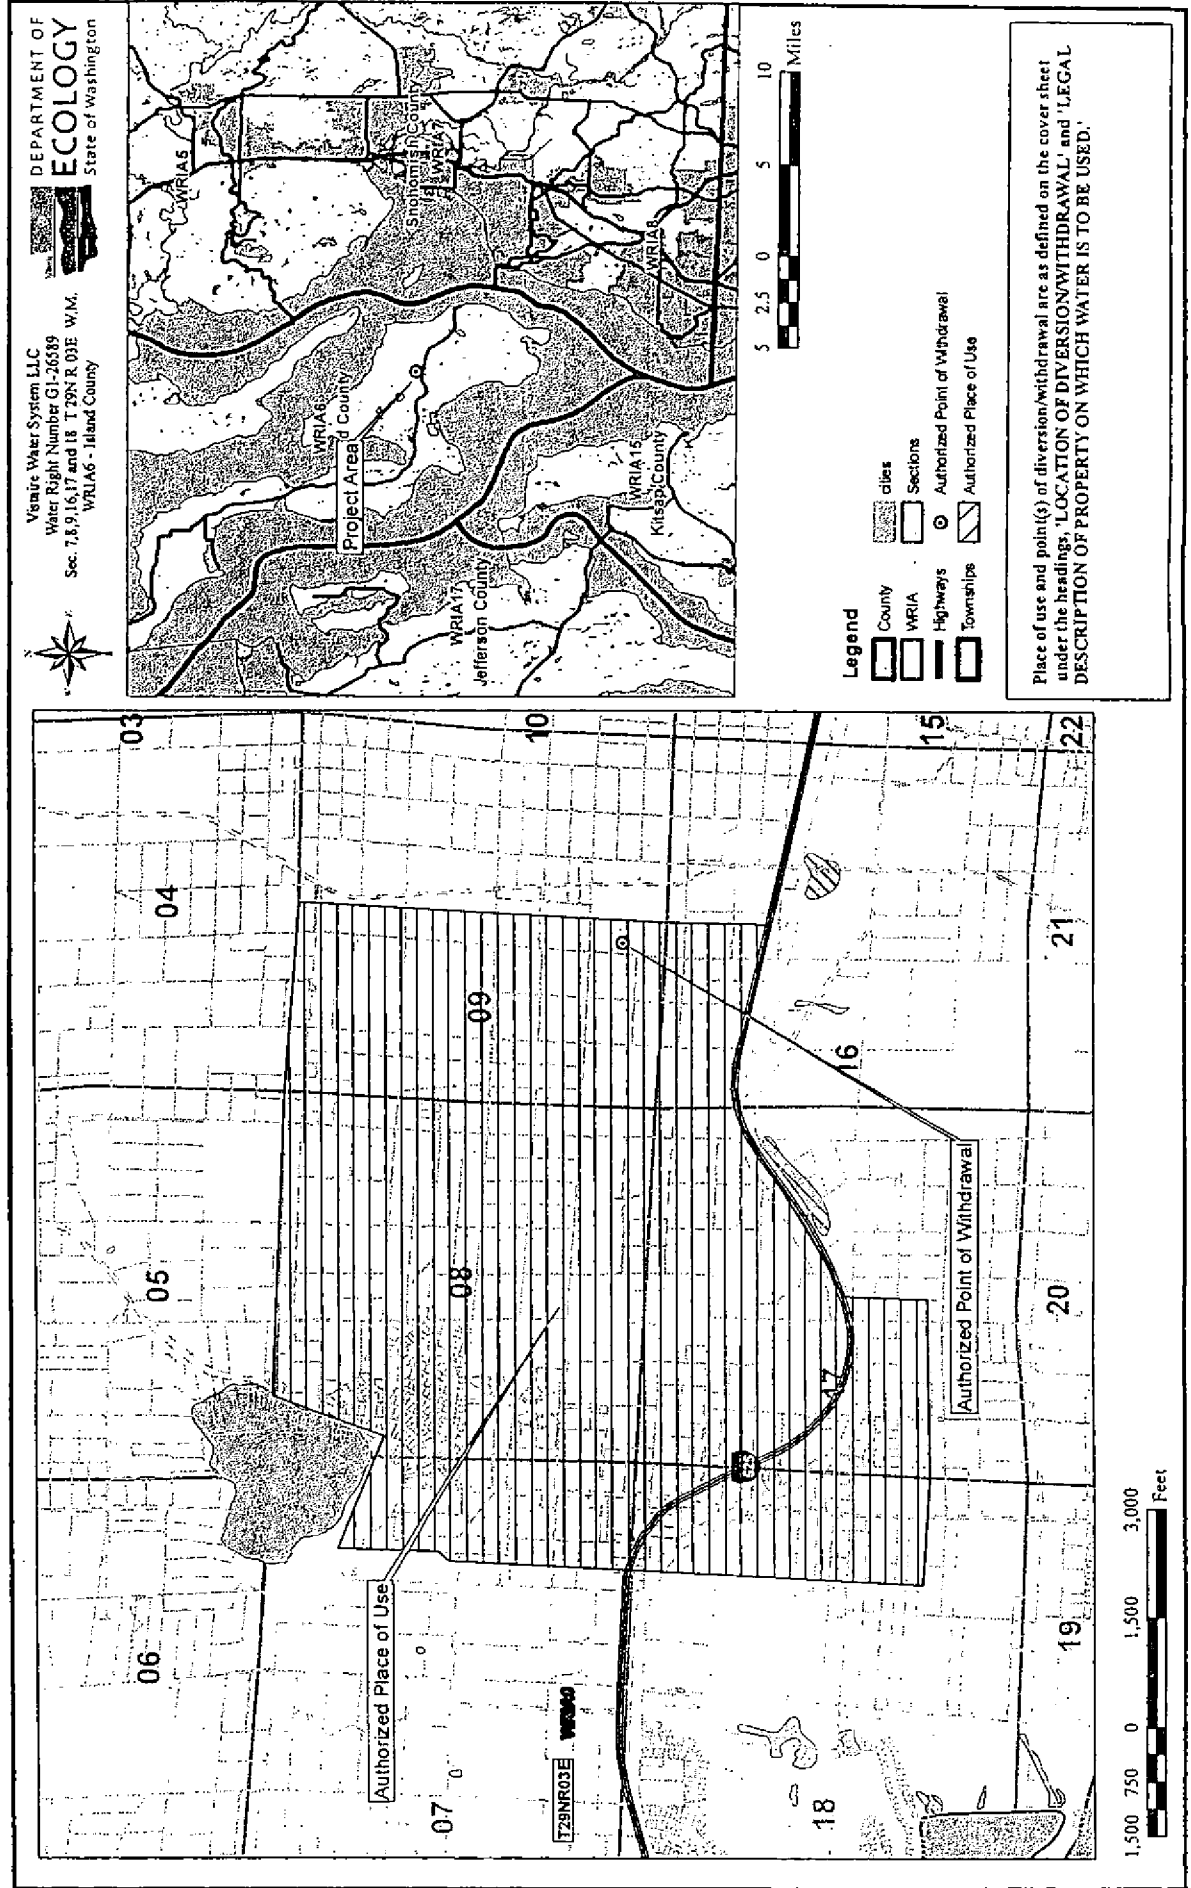 Vistaire Water System LLC
Water Right Number G1-26589
Sec. 7,8,9,16,17 and 18 T 29N R 03E W.M.
WRIA6 - Island County
DEPARTMENT OF
ECOLOGY
State of Washington
N
06
05
04
03
07
08
09
10
18
17
16
15
19
20
21
22
T29NR03E
Authorized Place of Use
Authorized Point of Withdrawal
1,500 750 0 1,500 3,000
Feet
WRIA6
Snohomish County
WRIA7
WRIA6
d County
Project Area
WRIA8
WRIA15
Kitsap County
WRIA17
Jefferson County
5 2.5 0 5 10
Miles
Legend
County
WRIA
Highways
Townships
cities
Sections
Authorized Point of Withdrawal
Authorized Place of Use
Place of use and point(s) of diversion/withdrawal are as defined on the cover sheet
under the headings, 'LOCATION OF DIVERSION/WITHDRAWAL' and 'LEGAL
DESCRIPTION OF PROPERTY ON WHICH WATER IS TO BE USED.'